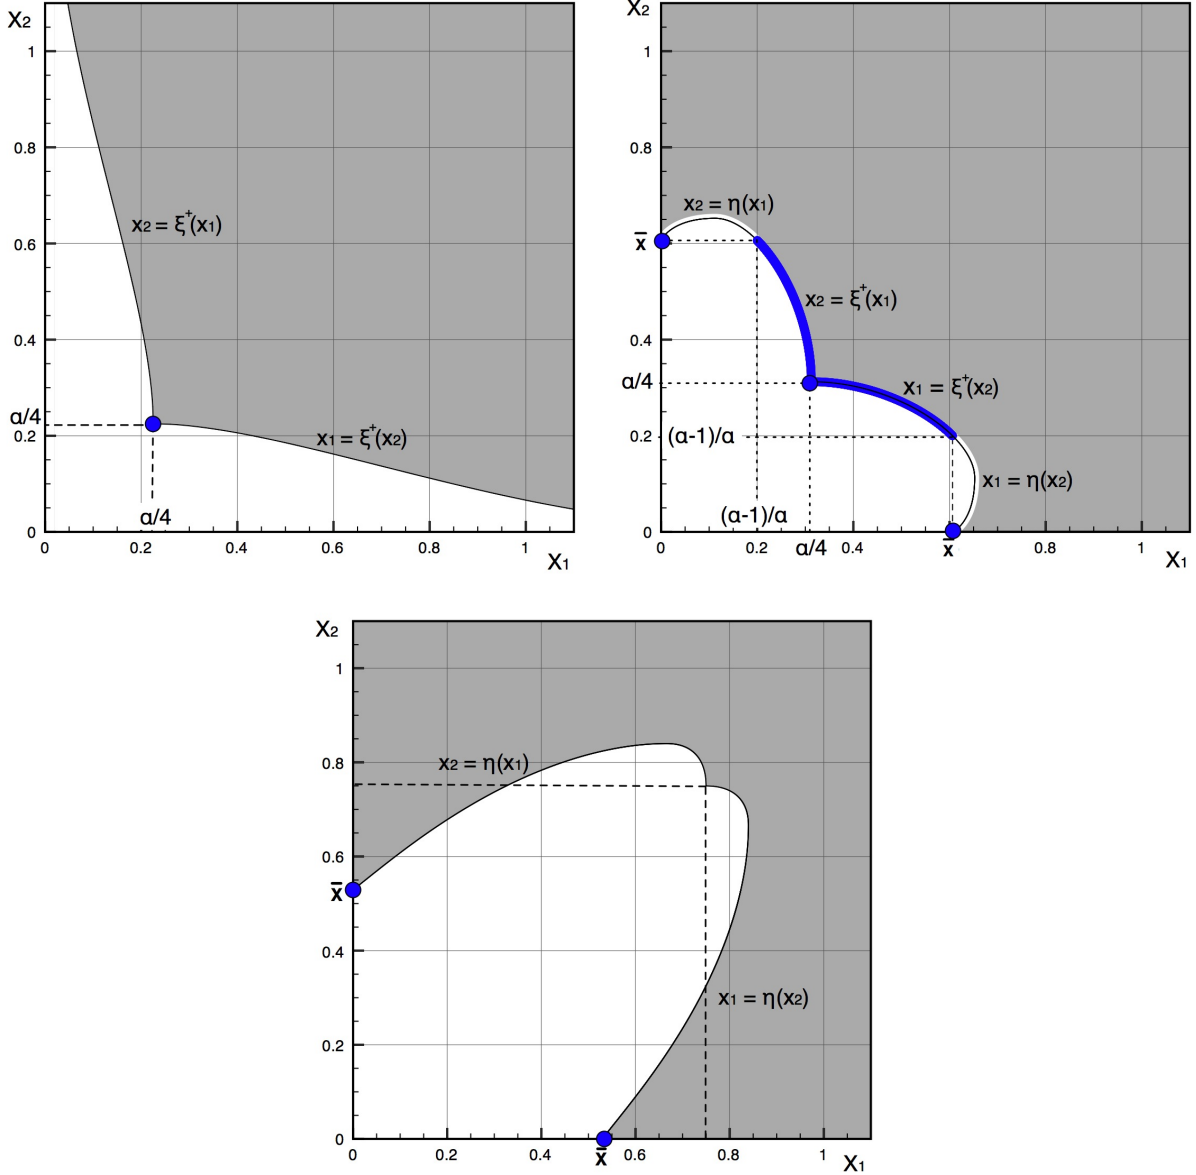 X2
1
0.8
x2 = ξ+(x1)
0.6
0.4
α/4
0.2
x1 = ξ+(x2)
α/4
0
0 0.2 0.4 0.6 0.8 1
X1
X2
1
0.8
x2 = η(x1)
x̅
x2 = ξ+(x1)
0.4
α/4
x1 = ξ+(x2)
0.2
(α-1)/α
x1 = η(x2)
(α-1)/α
0
0 0.2 α/4 0.4 x̅ 0.8 1
X1
X2
1
0.8
x2 = η(x1)
0.6
x̅
0.4
x1 = η(x2)
0.2
0
0 0.2 0.4 x̅ 0.6 0.8 1
X1